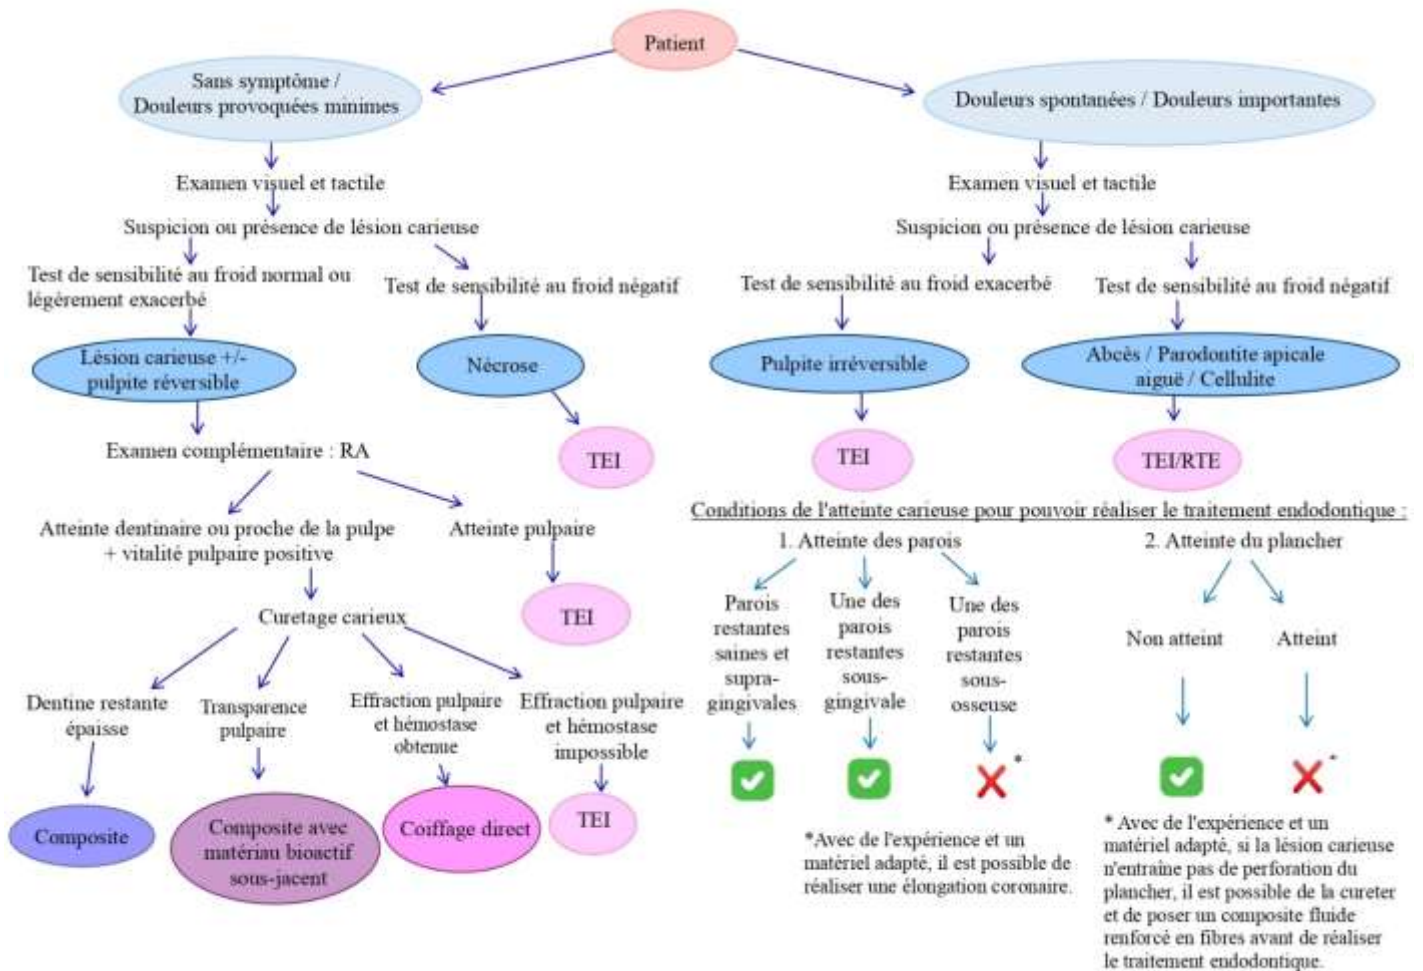 Patient
Sans symptôme /
Douleurs provoquées minimes
Douleurs spontanées / Douleurs importantes
Examen visuel et tactile
Examen visuel et tactile
Suspicion ou présence de lésion carieuse
Suspicion ou présence de lésion carieuse
Test de sensibilité au froid normal ou
légèrement exacerbé
Test de sensibilité au froid négatif
Test de sensibilité au froid exacerbé
Test de sensibilité au froid négatif
Lésion carieuse +/-
pulpite réversible
Nécrose
Pulpite irréversible
Abcès / Parodontite apicale
aiguë / Cellulite
Examen complémentaire : RA
TEI
TEI
TEI/RTE
Atteinte dentinaire ou proche de la pulpe
+ vitalité pulpaire positive
Atteinte pulpaire
TEI
Curetage carieux
Dentine restante
épaisse
Transparence
pulpaire
Effraction pulpaire
et hémostase
obtenue
Effraction pulpaire
et hémostase
impossible
Composite
Composite avec
matériau bioactif
sous-jacent
Coiffage direct
TEI
Conditions de l'atteinte carieuse pour pouvoir réaliser le traitement endodontique :
1. Atteinte des parois
2. Atteinte du plancher
Parois
restantes
saines et
supra-
gingivales
Une des
parois
restantes
sous-
gingivale
Une des
parois
restantes
sous-
osseuse
Non atteint
Atteint
*
*
*Avec de l'expérience et un
matériel adapté, il est possible de
réaliser une élongation coronaire.
* Avec de l'expérience et un
matériel adapté, si la lésion carieuse
n'entraîne pas de perforation du
plancher, il est possible de la cureter
et de poser un composite fluide
renforcé en fibres avant de réaliser
le traitement endodontique.